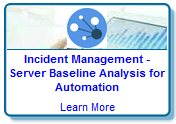 Incident Management -
Server Baseline Analysis for
Automation
Learn More